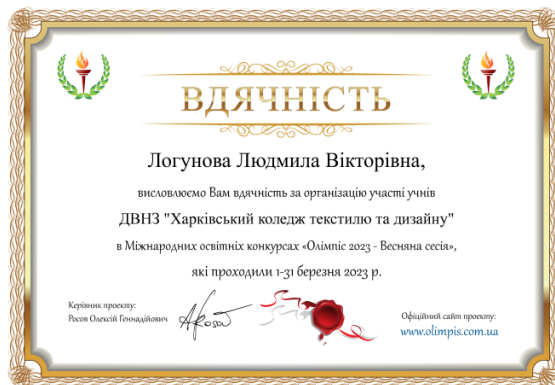 ВДЯЧНІСТЬ
Логунова Людмила Вікторівна,
висловлюємо Вам вдячність за організацію участі учнів
ДВНЗ "Харківський коледж текстилю та дизайну"
в Міжнародних освітніх конкурсах «Олімпіс 2023 - Весняна сесія»,
які проходили 1-31 березня 2023 р.
Керівник проекту:
Росов Олексій Геннадійович
Офіційний сайт проекту:
www.olimpis.com.ua